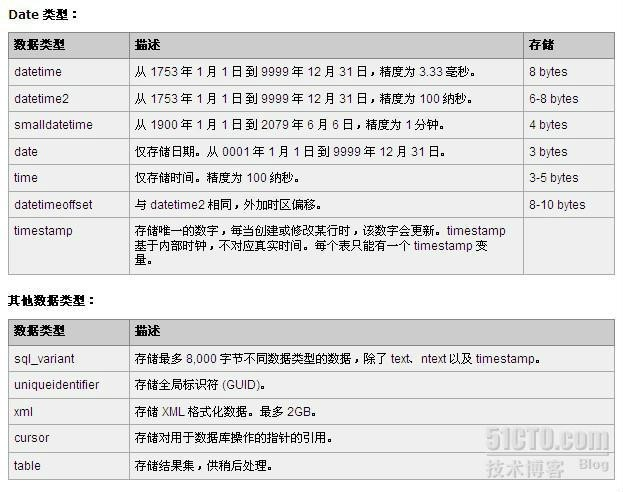 Date 类型：
数据类型 描述 存储
datetime 从 1753 年 1 月 1 日 到 9999 年 12 月 31 日，精度为 3.33 毫秒。 8 bytes
datetime2 从 1753 年 1 月 1 日 到 9999 年 12 月 31 日，精度为 100 纳秒。 6-8 bytes
smalldatetime 从 1900 年 1 月 1 日 到 2079 年 6 月 6 日，精度为 1 分钟。 4 bytes
date 仅存储日期。从 0001 年 1 月 1 日 到 9999 年 12 月 31 日。 3 bytes
time 仅存储时间。精度为 100 纳秒。 3-5 bytes
datetimeoffset 与 datetime2 相同，外加时区偏移。 8-10 bytes
timestamp 存储唯一的数字，每当创建或修改某行时，该数字会更新。timestamp
基于内部时钟，不对应真实时间。每个表只能有一个 timestamp 变
量。
其他数据类型：
数据类型 描述
sql_variant 存储最多 8,000 字节不同数据类型的数据，除了 text、ntext 以及 timestamp。
uniqueidentifier 存储全局标识符 (GUID)。
xml 存储 XML 格式化数据。最多 2GB。
cursor 存储对用于数据库操作的指针的引用。
table 存储结果集，供稍后处理。
51CTO.com
技术博客 Blog